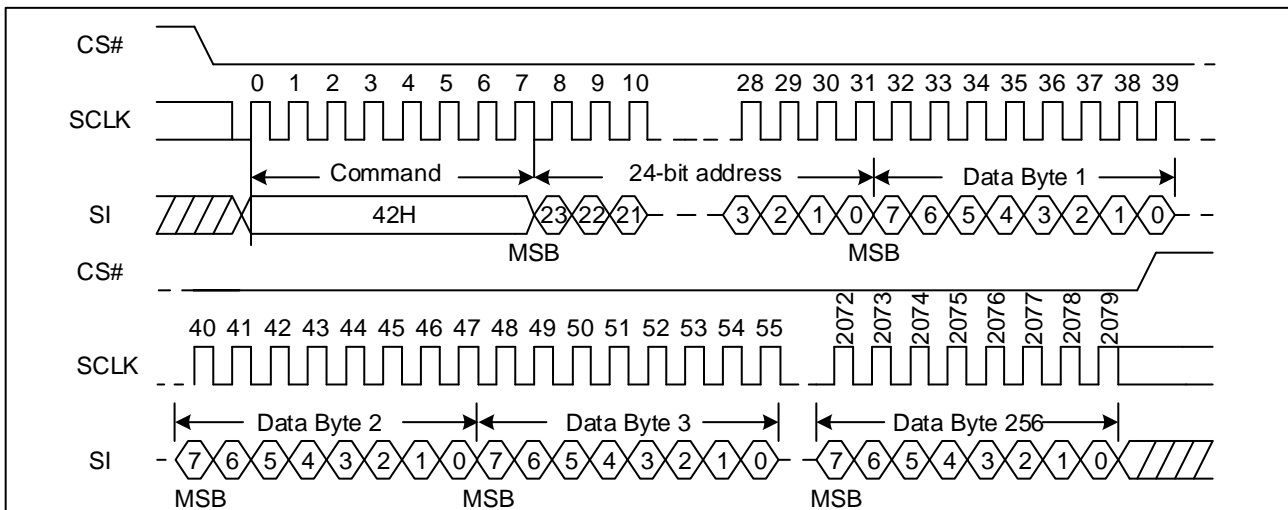 CS#
0 1 2 3 4 5 6 7 8 9 10 28 29 30 31 32 33 34 35 36 37 38 39
SCLK
Command 24-bit address Data Byte 1
SI 42H 23 22 21 3 2 1 0 7 6 5 4 3 2 1 0
MSB MSB
CS#
40 41 42 43 44 45 46 47 48 49 50 51 52 53 54 55 2072 2073 2074 2075 2076 2077 2078 2079
SCLK
Data Byte 2 Data Byte 3 Data Byte 256
SI 7 6 5 4 3 2 1 0 7 6 5 4 3 2 1 0 7 6 5 4 3 2 1 0
MSB MSB MSB